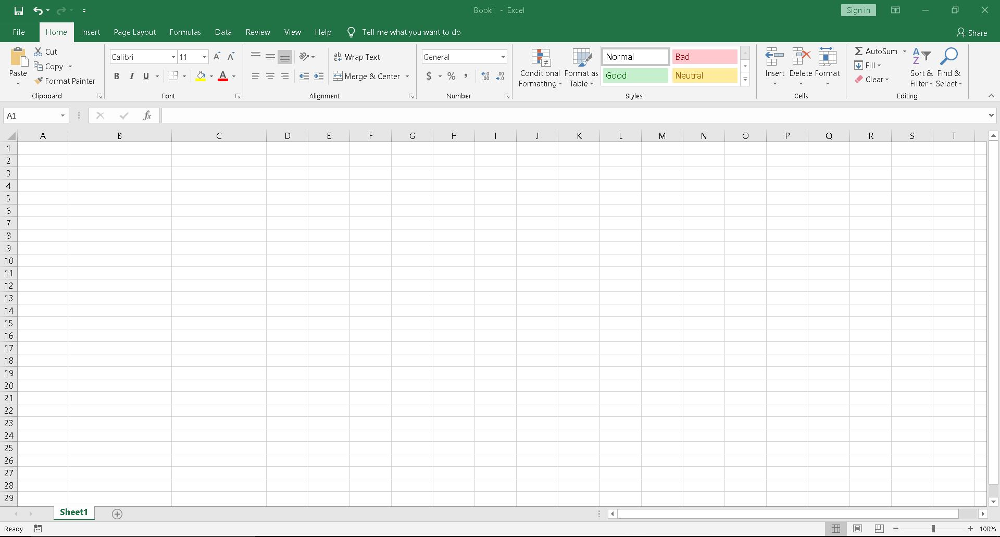 Book1 - Excel
Sign in
File Home Insert Page Layout Formulas Data Review View Help Tell me what you want to do
Share
Paste
Cut
Copy
Format Painter
Clipboard
Calibri 11
A A
B I U A
Font
ab Wrap Text
Merge & Center
Alignment
General
$ % , .00 .00
Number
Conditional Formatting
Format as Table
Normal Bad
Good Neutral
Styles
Insert Delete Format
Cells
AutoSum
Fill
Clear
Sort & Filter
Find & Select
Editing
A1
fx
A B C D E F G H I J K L M N O P Q R S T
1
2
3
4
5
6
7
8
9
10
11
12
13
14
15
16
17
18
19
20
21
22
23
24
25
26
27
28
29
Sheet1
Ready
100%